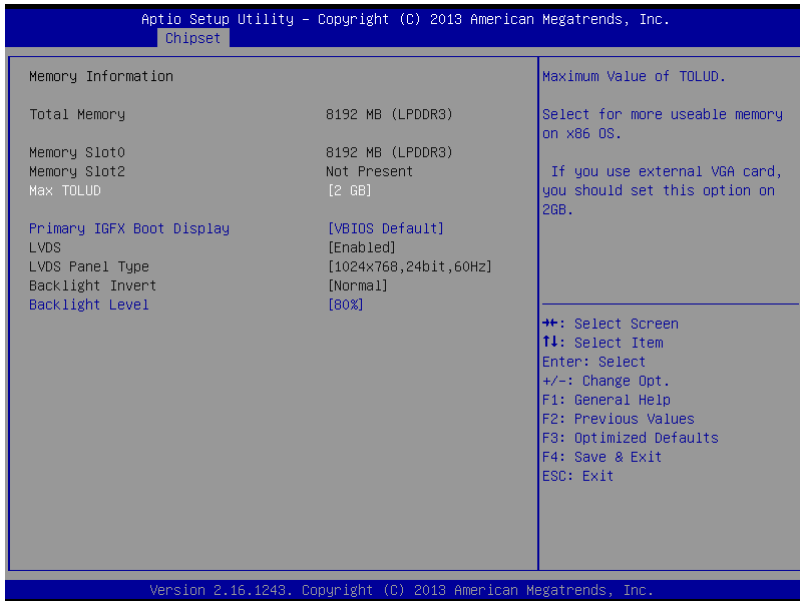 Aptio Setup Utility – Copyright (C) 2013 American Megatrends, Inc.
Chipset
Memory Information
Total Memory 8192 MB (LPDDR3)
Memory Slot0 8192 MB (LPDDR3)
Memory Slot2 Not Present
Max TOLUD [2 GB]
Primary IGFX Boot Display [VBIOS Default]
LVDS [Enabled]
LVDS Panel Type [1024x768,24bit,60Hz]
Backlight Invert [Normal]
Backlight Level [80%]
Maximum Value of TOLUD.
Select for more useable memory
on x86 OS.
If you use external VGA card,
you should set this option on
2GB.
→←: Select Screen
↑↓: Select Item
Enter: Select
+/-: Change Opt.
F1: General Help
F2: Previous Values
F3: Optimized Defaults
F4: Save & Exit
ESC: Exit
Version 2.16.1243. Copyright (C) 2013 American Megatrends, Inc.